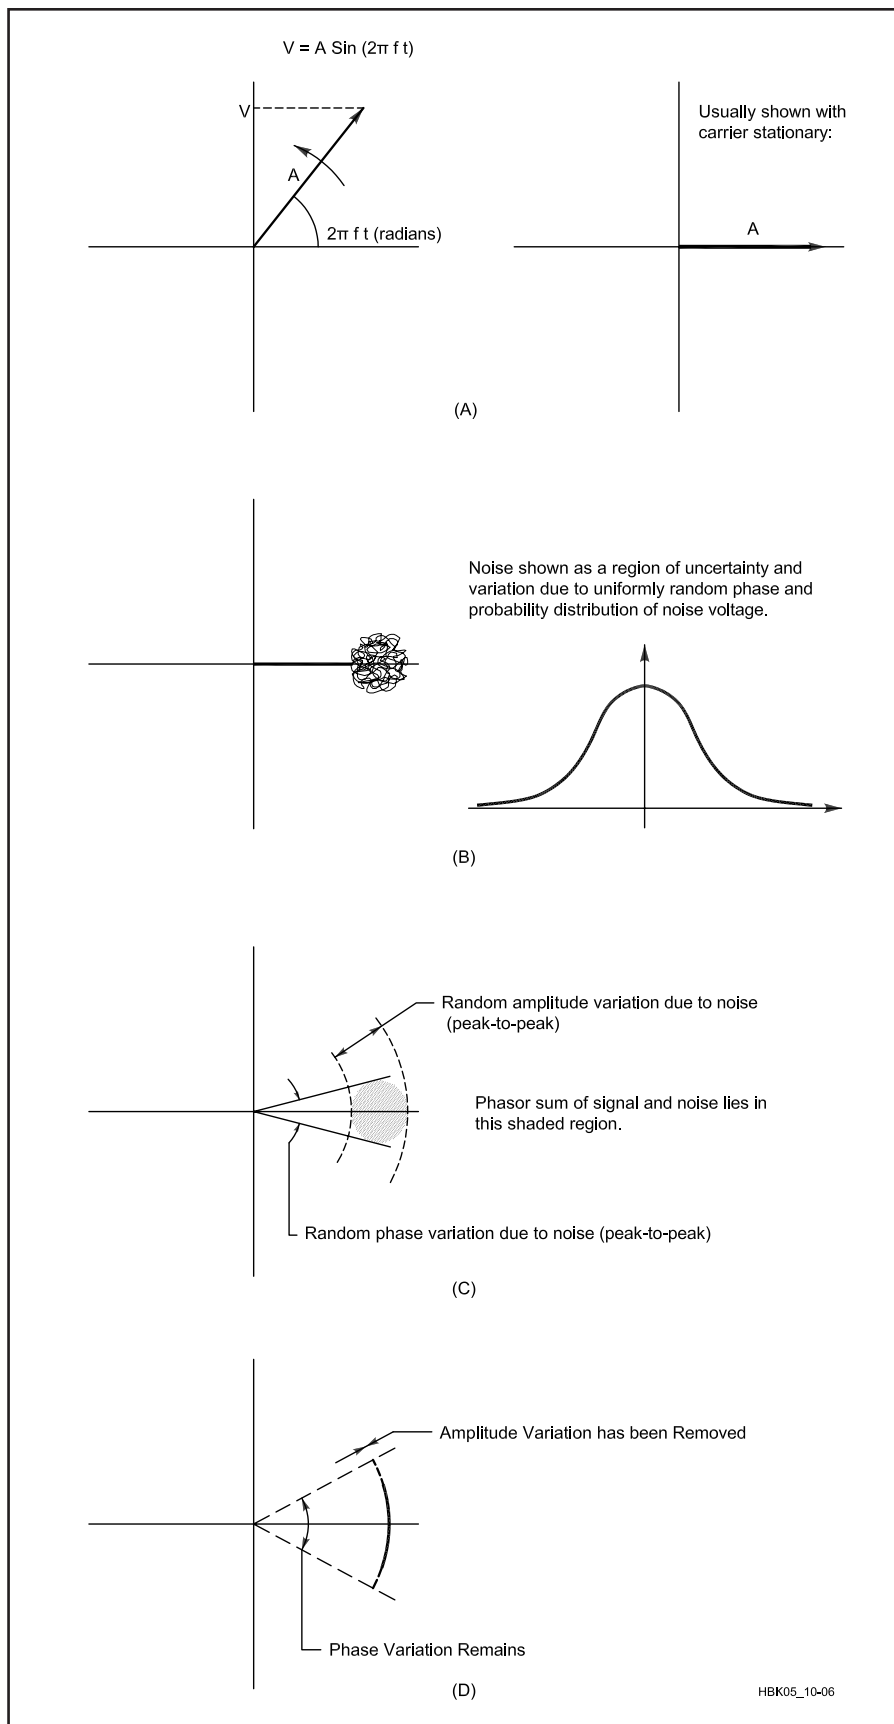 V = A Sin (2π f t)
V
A
2π f t (radians)
Usually shown with
carrier stationary:
A
(A)
Noise shown as a region of uncertainty and
variation due to uniformly random phase and
probability distribution of noise voltage.
(B)
Random amplitude variation due to noise
(peak-to-peak)
Phasor sum of signal and noise lies in
this shaded region.
Random phase variation due to noise (peak-to-peak)
(C)
Amplitude Variation has been Removed
Phase Variation Remains
(D)
HBK05_10-06